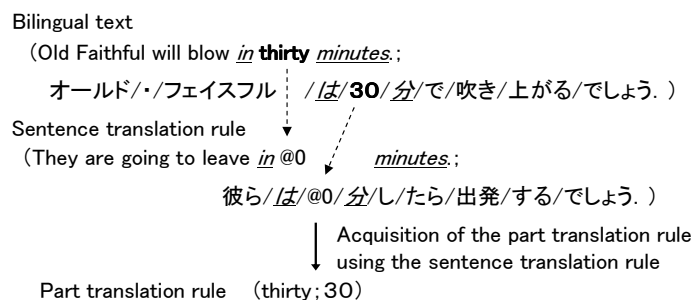 Bilingual text
(Old Faithful will blow in thirty minutes.;
オールド/・/フェイスフル /は/30/分/で/吹き/上がる/でしょう. )
Sentence translation rule
(They are going to leave in @0 minutes.;
彼ら/は/@0/分/し/たら/出発/する/でしょう. )
Acquisition of the part translation rule
using the sentence translation rule
Part translation rule (thirty;30)